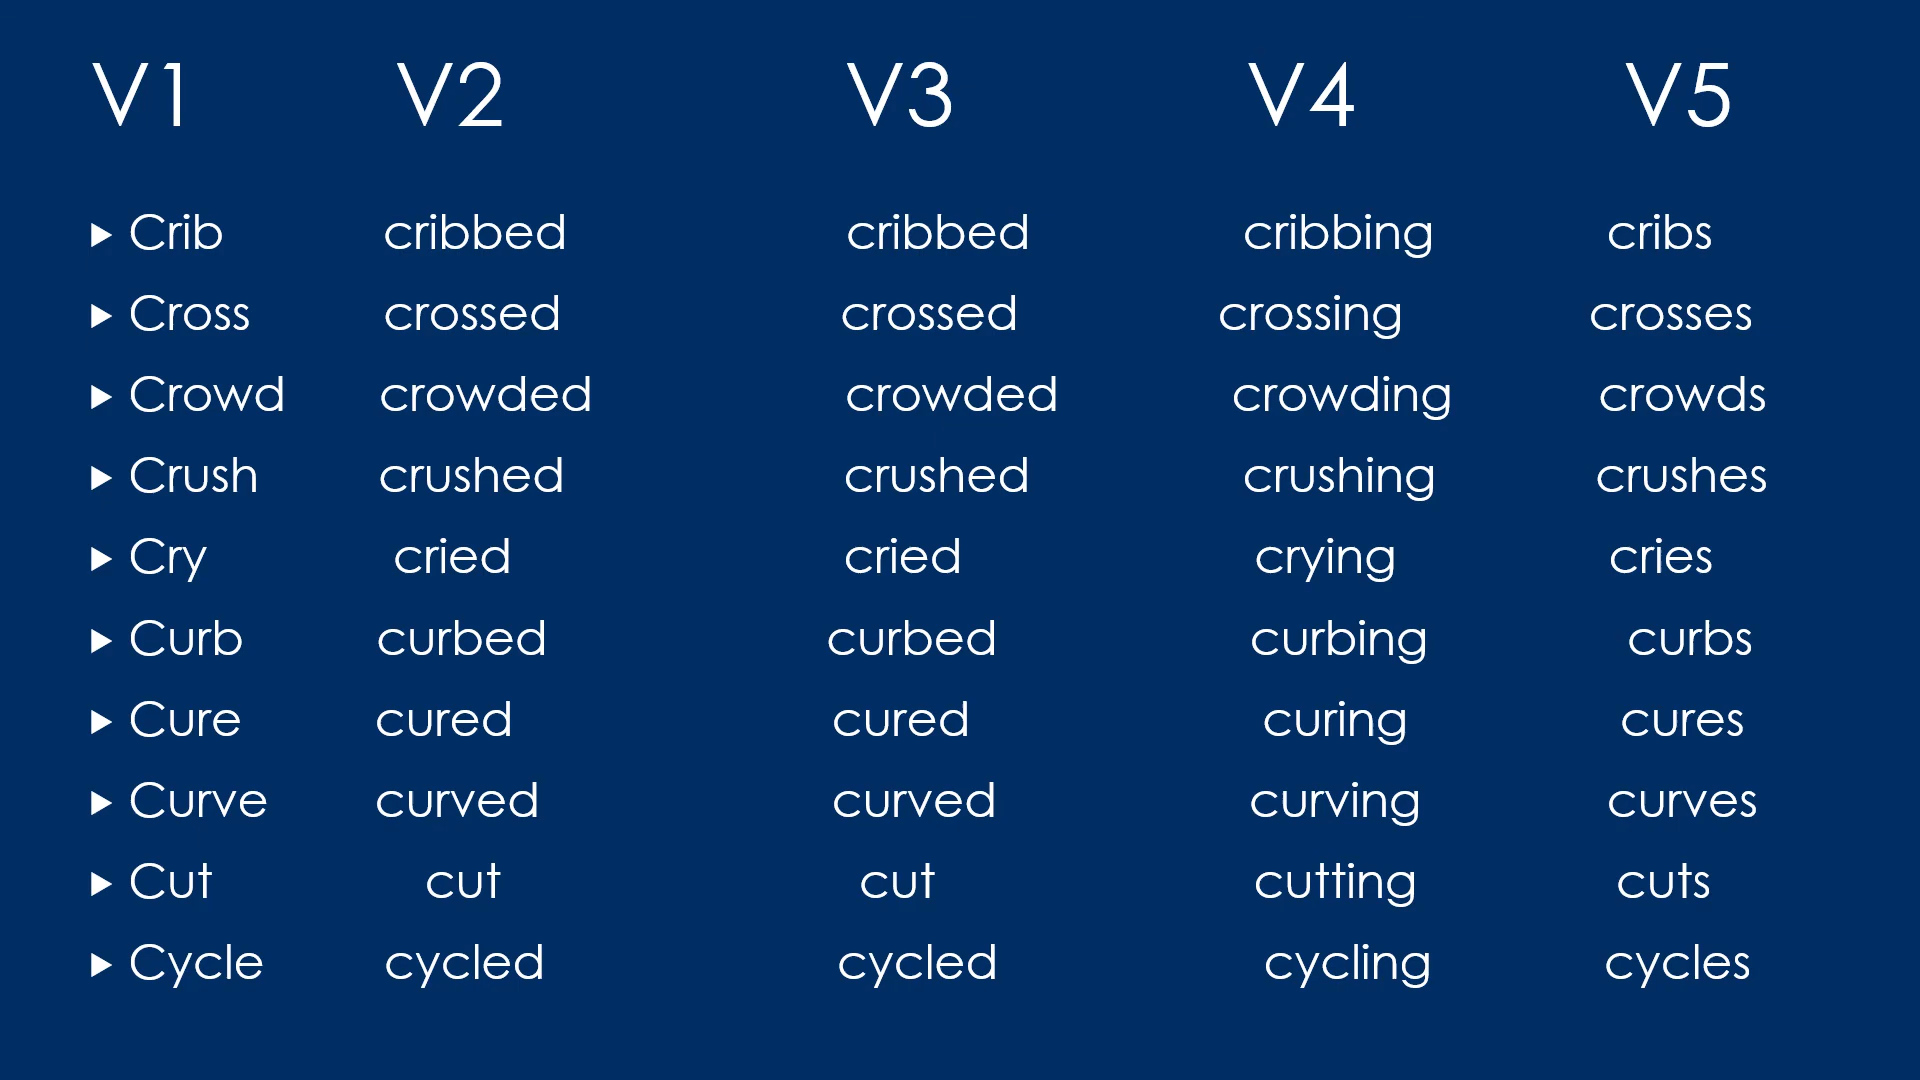 V1 V2 V3 V4 V5
▶ Crib cribbed cribbed cribbing cribs
▶ Cross crossed crossed crossing crosses
▶ Crowd crowded crowded crowding crowds
▶ Crush crushed crushed crushing crushes
▶ Cry cried cried crying cries
▶ Curb curbed curbed curbing curbs
▶ Cure cured cured curing cures
▶ Curve curved curved curving curves
▶ Cut cut cut cutting cuts
▶ Cycle cycled cycled cycling cycles